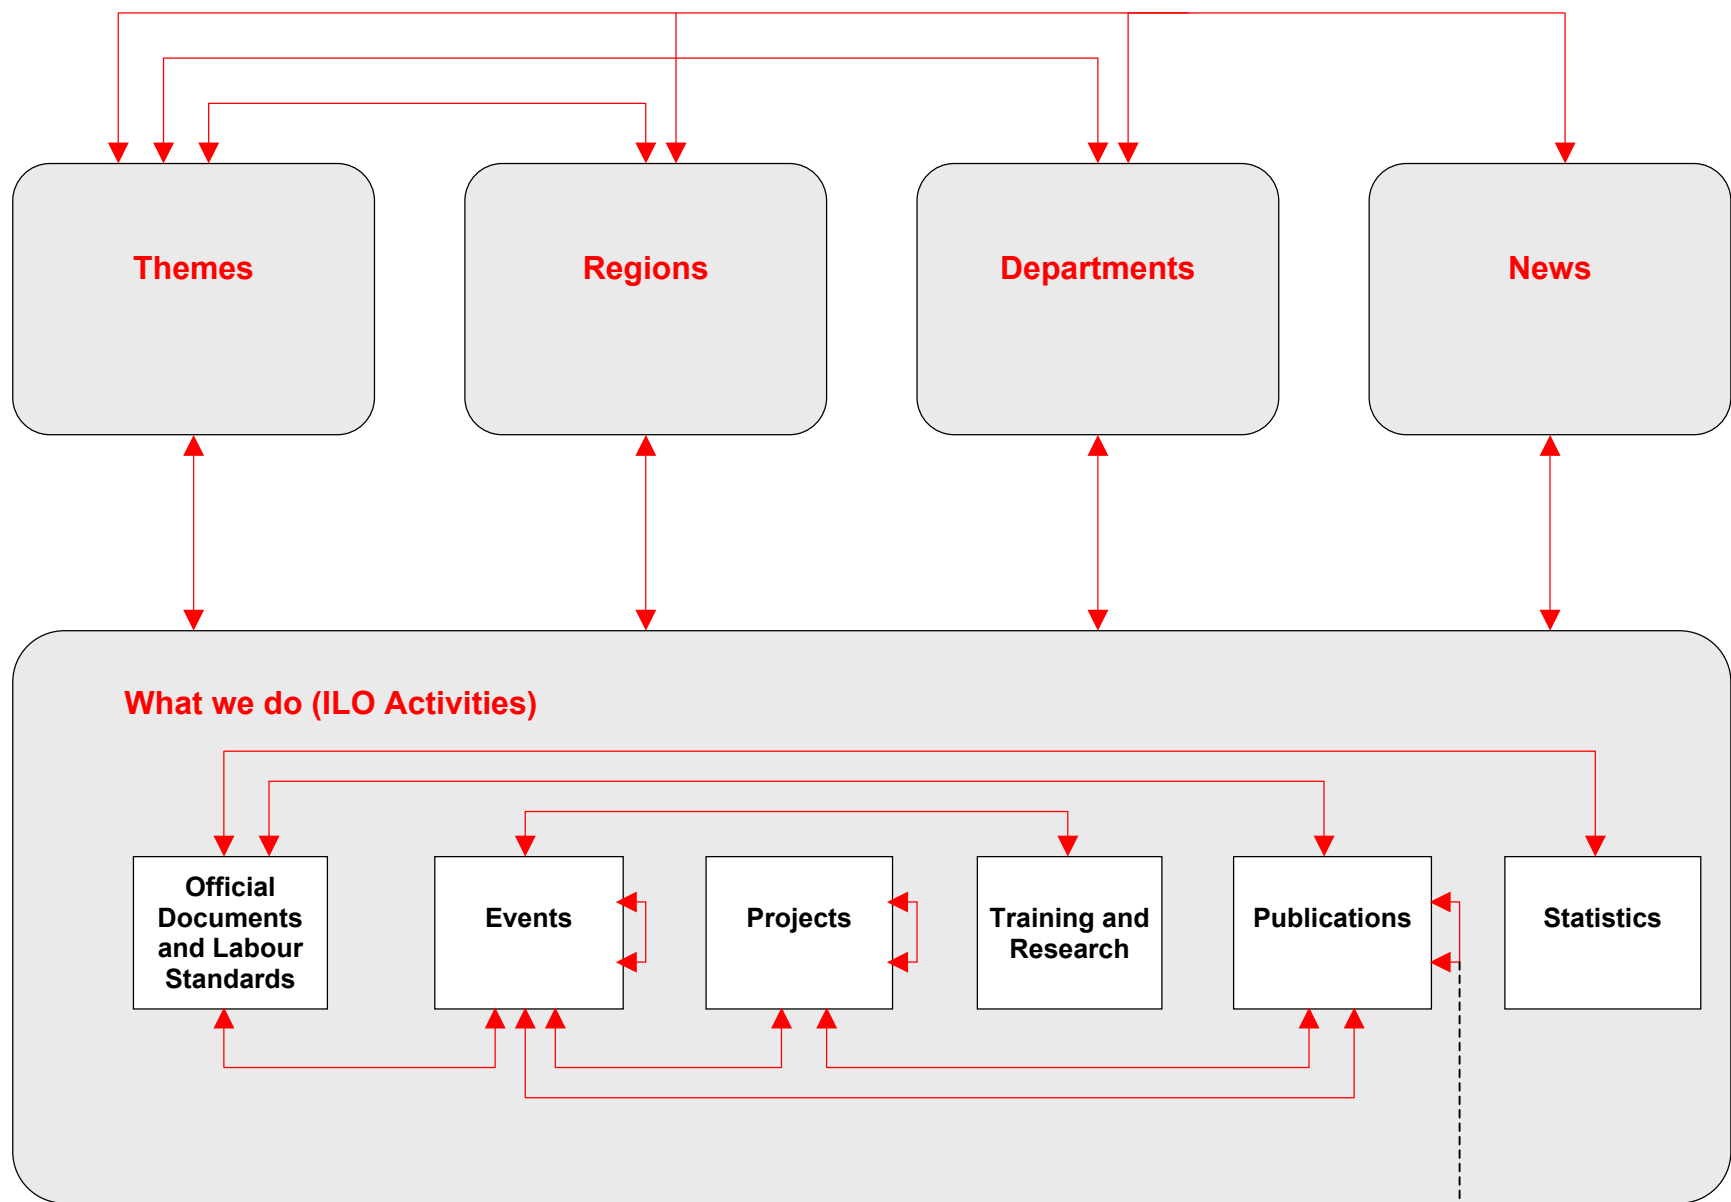 Themes
Regions
Departments
News
What we do (ILO Activities)
Official
Documents
and Labour
Standards
Events
Projects
Training and
Research
Publications
Statistics